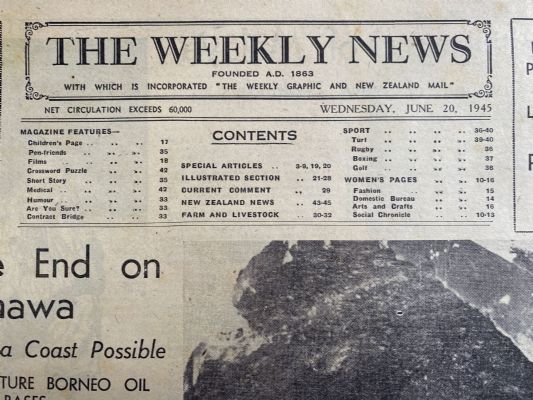 THE WEEKLY NEWS
FOUNDED A.D. 1863
WITH WHICH IS INCORPORATED "THE WEEKLY GRAPHIC AND NEW ZEALAND MAIL"
NET CIRCULATION EXCEEDS 60,000 WEDNESDAY, JUNE 20, 1945
MAGAZINE FEATURES—
Children's Page .. .. 17
Pen-friends .. .. 35
Films .. .. .. 18
Crossword Puzzle .. 42
Short Story .. .. 35
Medical .. .. .. 42
Humour .. .. .. 33
Are You Sure? .. .. 33
Contract Bridge .. 33
CONTENTS
SPECIAL ARTICLES .. 3-9, 19, 20
ILLUSTRATED SECTION .. 21-28
CURRENT COMMENT .. 29
NEW ZEALAND NEWS .. 43-45
FARM AND LIVESTOCK .. 30-32
SPORT .. .. .. 36-40
Turf .. .. .. 39-40
Rugby .. .. .. 36
Boxing .. .. .. 37
Golf .. .. .. 36
WOMEN'S PAGES .. 10-16
Fashion .. .. 15
Domestic Bureau .. 14
Arts and Crafts .. 16
Social Chronicle .. 10-13
e End on
nawa
a Coast Possible
TURE BORNEO OIL
BASES